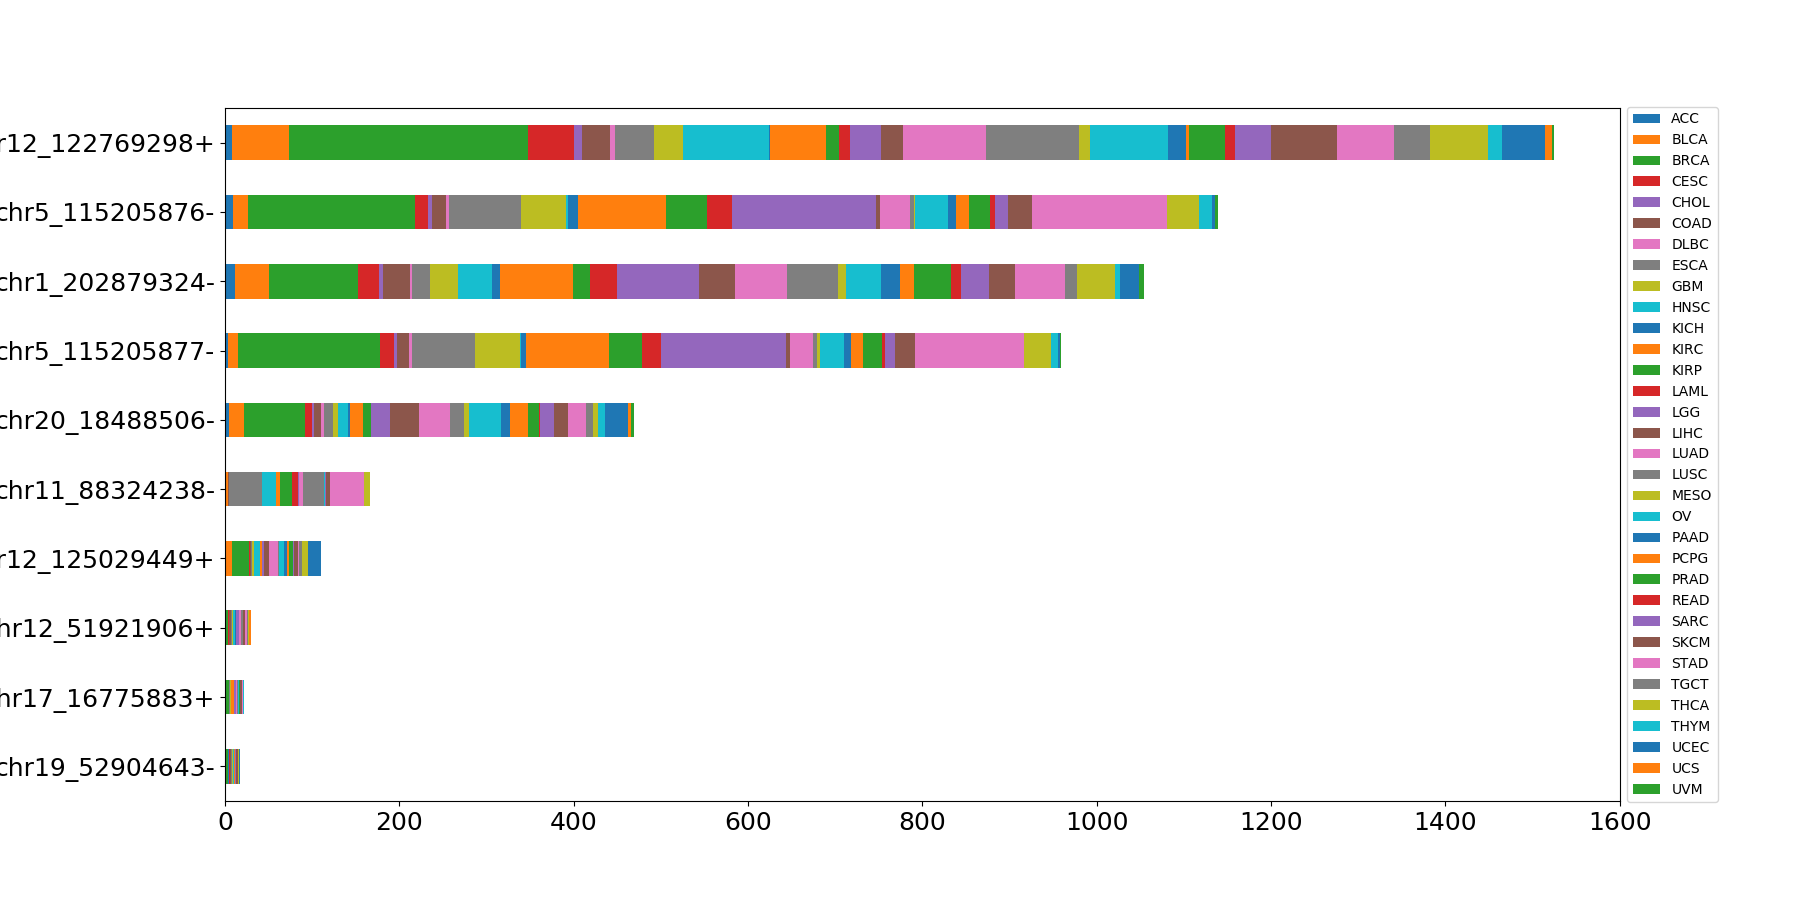 r12_122769298+
chr5_115205876-
chr1_202879324-
chr5_115205877-
chr20_18488506-
chr11_88324238-
r12_125029449+
hr12_51921906+
hr17_16775883+
chr19_52904643-
0 200 400 600 800 1000 1200 1400 1600
ACC
BLCA
BRCA
CESC
CHOL
COAD
DLBC
ESCA
GBM
HNSC
KICH
KIRC
KIRP
LAML
LGG
LIHC
LUAD
LUSC
MESO
OV
PAAD
PCPG
PRAD
READ
SARC
SKCM
STAD
TGCT
THCA
THYM
UCEC
UCS
UVM